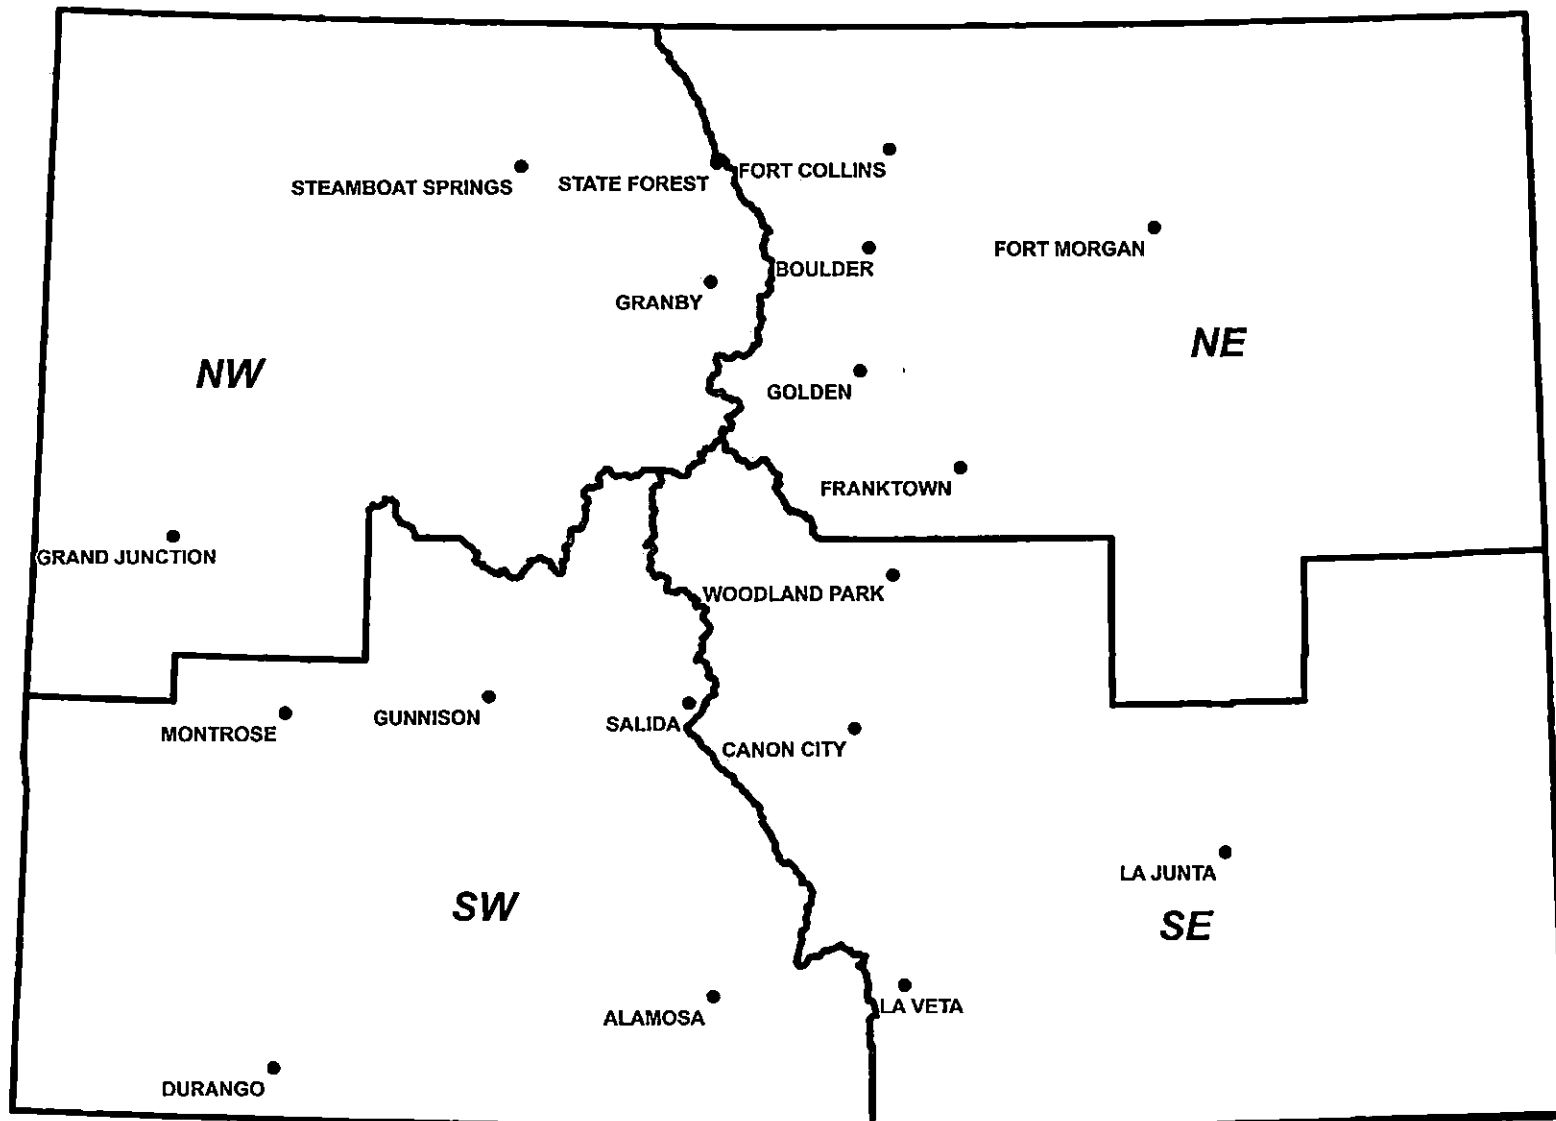 FORT COLLINS
STEAMBOAT SPRINGS
STATE FOREST
FORT MORGAN
BOULDER
GRANBY
NE
NW
GOLDEN
FRANKTOWN
GRAND JUNCTION
WOODLAND PARK
GUNNISON
SALIDA
MONTROSE
CANON CITY
LA JUNTA
SW
SE
LA VETA
ALAMOSA
DURANGO